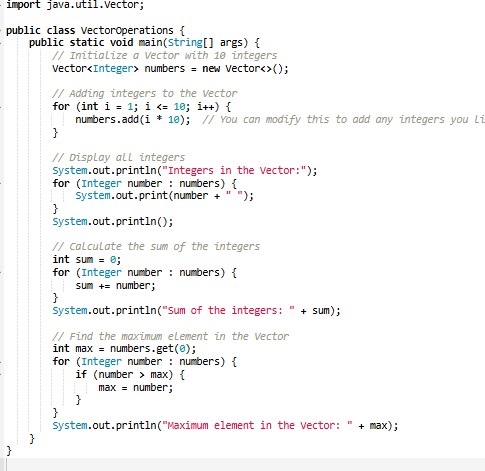 import java.util.Vector;
public class VectorOperations {
public static void main(String[] args) {
// Initialize a Vector with 10 integers
Vector<Integer> numbers = new Vector<>();
// Adding integers to the Vector
for (int i = 1; i <= 10; i++) {
numbers.add(i * 10);  // You can modify this to add any integers you li
}
// Display all integers
System.out.println("Integers in the Vector:");
for (Integer number : numbers) {
System.out.print(number + " ");
}
System.out.println();
// Calculate the sum of the integers
int sum = 0;
for (Integer number : numbers) {
sum += number;
}
System.out.println("Sum of the integers: " + sum);
// Find the maximum element in the Vector
int max = numbers.get(0);
for (Integer number : numbers) {
if (number > max) {
max = number;
}
}
System.out.println("Maximum element in the Vector: " + max);
}
}